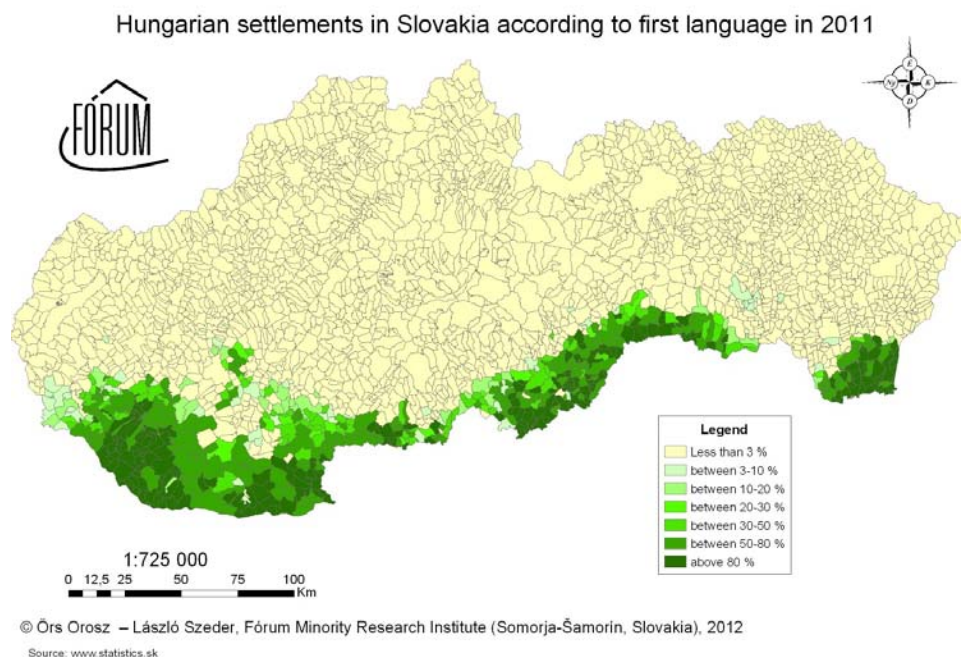 Hungarian settlements in Slovakia according to first language in 2011
FÓRUM
É
Ny K
D
Legend
Less than 3 %
between 3-10 %
between 10-20 %
between 20-30 %
between 30-50 %
between 50-80 %
above 80 %
1:725 000
0 12,5 25 50 75 100
Km
© Örs Orosz – László Szeder, Fórum Minority Research Institute (Somorja-Šamorín, Slovakia), 2012
Source: www.statistics.sk